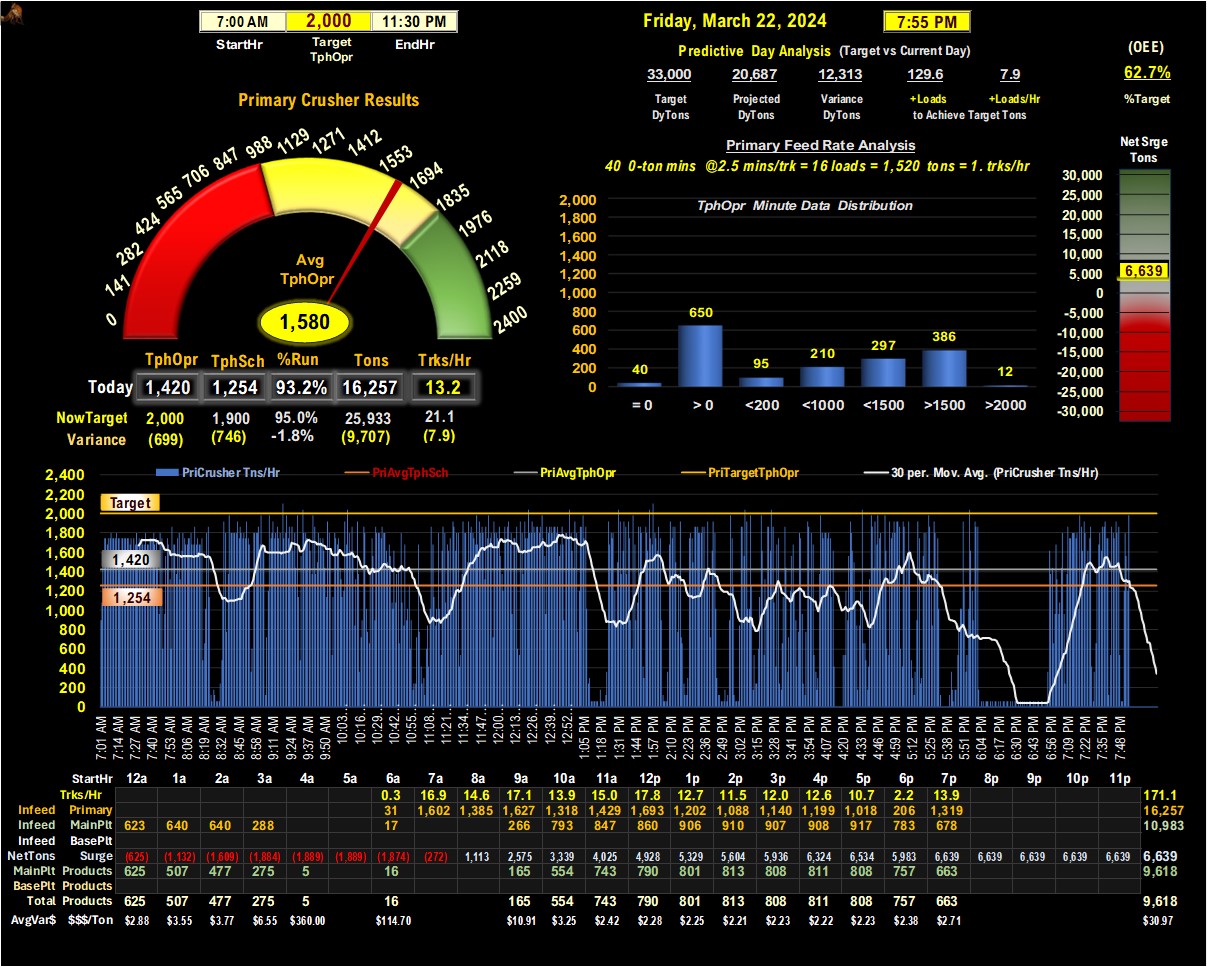 7:00 AM 2,000 11:30 PM
StartHr Target TphOpr EndHr
Friday, March 22, 2024 7:55 PM
Predictive Day Analysis (Target vs Current Day)
33,000 20,687 12,313 129.6 7.9
Target DyTons Projected DyTons Variance DyTons +Loads +Loads/Hr
to Achieve Target Tons
(OEE)
62.7%
%Target
Primary Crusher Results
0 141 282 424 565 706 847 988 1129 1271 1412 1553 1694 1835 1976 2118 2259 2400
Avg
TphOpr
1,580
TphOpr TphSch %Run Tons Trks/Hr
Today 1,420 1,254 93.2% 16,257 13.2
NowTarget 2,000 1,900 95.0% 25,933 21.1
Variance (699) (746) -1.8% (9,707) (7.9)
Primary Feed Rate Analysis
40 0-ton mins @2.5 mins/trk = 16 loads = 1,520 tons = 1. trks/hr
TphOpr Minute Data Distribution
2,000
1,800
1,600
1,400
1,200
1,000
800
600
400
200
0
40 650 95 210 297 386 12
= 0 > 0 <200 <1000 <1500 >1500 >2000
Net Srge
Tons
30,000
25,000
20,000
15,000
10,000
5,000
0
-5,000
-10,000
-15,000
-20,000
-25,000
-30,000
6,639
PriCrusher Tns/Hr PriAvgTphSch PriAvgTphOpr PriTargetTphOpr 30 per. Mov. Avg. (PriCrusher Tns/Hr)
2,400
2,200
2,000
1,800
1,600
1,400
1,200
1,000
800
600
400
200
0
Target
1,420
1,254
7:01 AM 7:14 AM 7:27 AM 7:40 AM 7:53 AM 8:06 AM 8:19 AM 8:32 AM 8:45 AM 8:58 AM 9:11 AM 9:24 AM 9:37 AM 9:50 AM 10:03... 10:16... 10:29... 10:42... 10:55... 11:08... 11:21... 11:34... 11:47... 12:00... 12:13... 12:26... 12:39... 12:52... 1:05 PM 1:18 PM 1:31 PM 1:44 PM 1:57 PM 2:10 PM 2:23 PM 2:36 PM 2:49 PM 3:02 PM 3:15 PM 3:28 PM 3:41 PM 3:54 PM 4:07 PM 4:20 PM 4:33 PM 4:46 PM 4:59 PM 5:12 PM 5:25 PM 5:38 PM 5:51 PM 6:04 PM 6:17 PM 6:30 PM 6:43 PM 6:56 PM 7:09 PM 7:22 PM 7:35 PM 7:48 PM
StartHr 12a 1a 2a 3a 4a 5a 6a 7a 8a 9a 10a 11a 12p 1p 2p 3p 4p 5p 6p 7p 8p 9p 10p 11p
Trks/Hr 0.3 16.9 14.6 17.1 13.9 15.0 17.8 12.7 11.5 12.0 12.6 10.7 2.2 13.9 171.1
Infeed Primary 31 1,602 1,385 1,627 1,318 1,429 1,693 1,202 1,088 1,140 1,199 1,018 206 1,319 16,257
Infeed MainPlt 623 640 640 288 17 266 793 847 860 906 910 907 908 917 783 678 10,983
Infeed BasePlt
NetTons Surge (625) (1,132) (1,609) (1,884) (1,889) (1,889) (1,874) (272) 1,113 2,575 3,339 4,025 4,928 5,329 5,604 5,936 6,324 6,534 5,983 6,639 6,639 6,639 6,639 6,639 6,639
MainPlt Products 625 507 477 275 5 16 165 554 743 790 801 813 808 811 808 757 663 9,618
BasePlt Products
Total Products 625 507 477 275 5 16 165 554 743 790 801 813 808 811 808 757 663 9,618
AvgVar$ $$$/Ton $2.88 $3.55 $3.77 $6.55 $360.00 $114.70 $10.91 $3.25 $2.42 $2.28 $2.25 $2.21 $2.23 $2.22 $2.23 $2.38 $2.71 $30.97